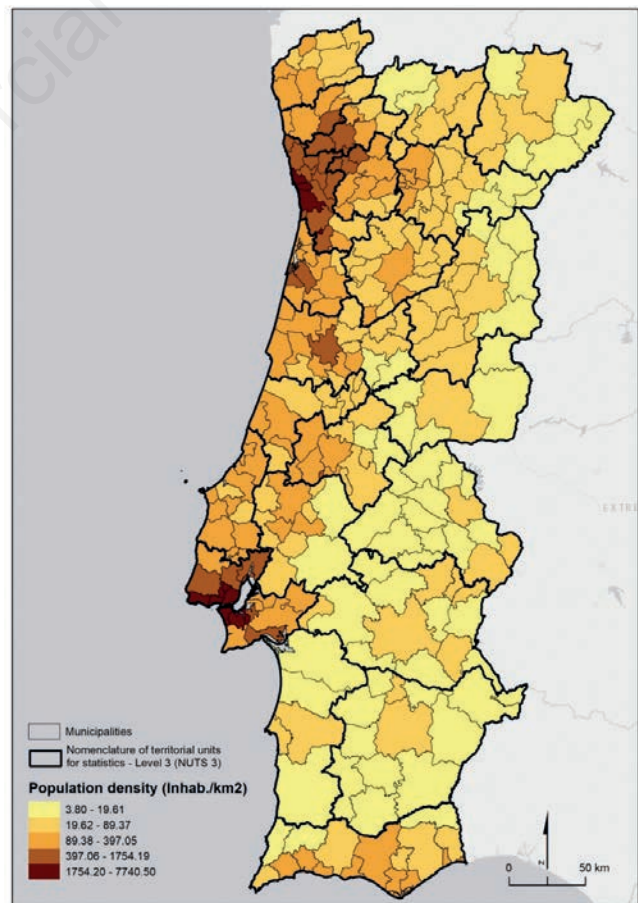 rcial
EXTRE
Municipalities
Nomenclature of territorial units
for statistics - Level 3 (NUTS 3)
Population density (Inhab./km2)
3.80 - 19.61
19.62 - 89.37
89.38 - 397.05
397.06 - 1754.19
1754.20 - 7740.50
N
0 50 km